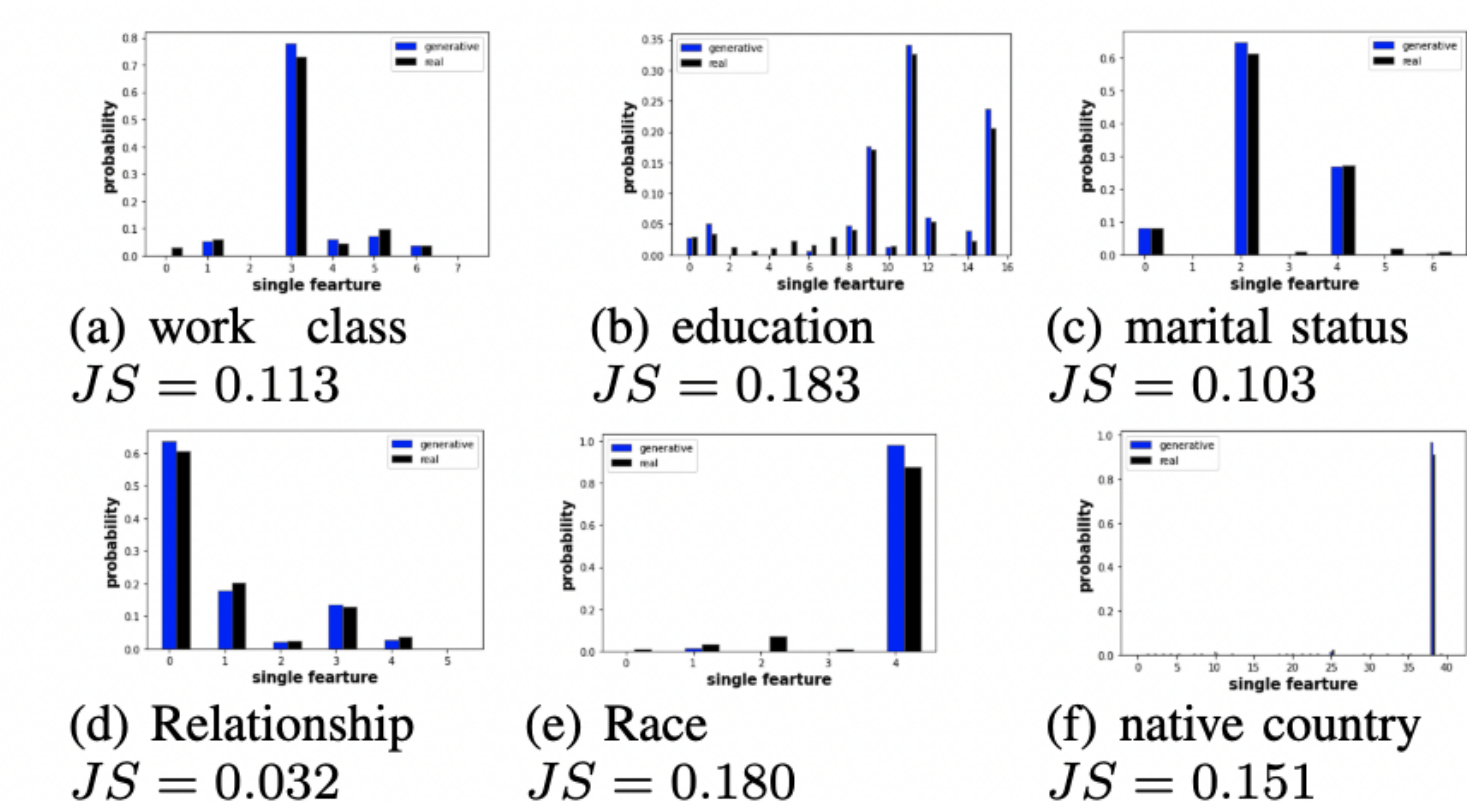 0.8
0.7
0.6
0.5
0.4
0.3
0.2
0.1
0.0
probability
generative
real
0 1 2 3 4 5 6 7
single fearture
(a) work class
JS = 0.113
0.35
0.30
0.25
0.20
0.15
0.10
0.05
0.00
probability
generative
real
0 2 4 6 8 10 12 14 16
single fearture
(b) education
JS = 0.183
0.6
0.5
0.4
0.3
0.2
0.1
0.0
probability
generative
real
0 1 2 3 4 5 6
single fearture
(c) marital status
JS = 0.103
0.6
0.5
0.4
0.3
0.2
0.1
0.0
probability
generative
real
0 1 2 3 4 5
single fearture
(d) Relationship
JS = 0.032
1.0
0.8
0.6
0.4
0.2
0.0
probability
generative
real
0 1 2 3 4
single fearture
(e) Race
JS = 0.180
1.0
0.8
0.6
0.4
0.2
0.0
probability
generative
real
0 5 10 15 20 25 30 35 40
single fearture
(f) native country
JS = 0.151